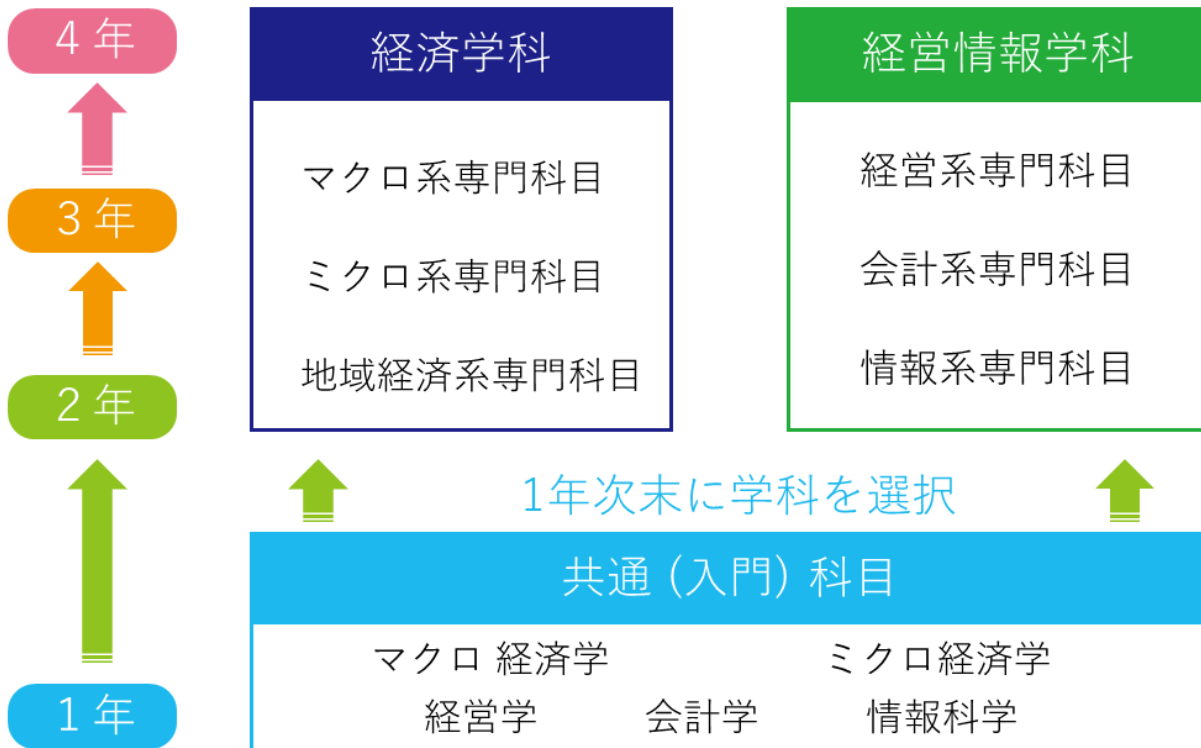 4 年
3 年
2 年
1 年
経済学科
マクロ系専門科目
ミクロ系専門科目
地域経済系専門科目
経営情報学科
経営系専門科目
会計系専門科目
情報系専門科目
1年次末に学科を選択
共通 (入門) 科目
マクロ 経済学 ミクロ経済学
経営学 会計学 情報科学